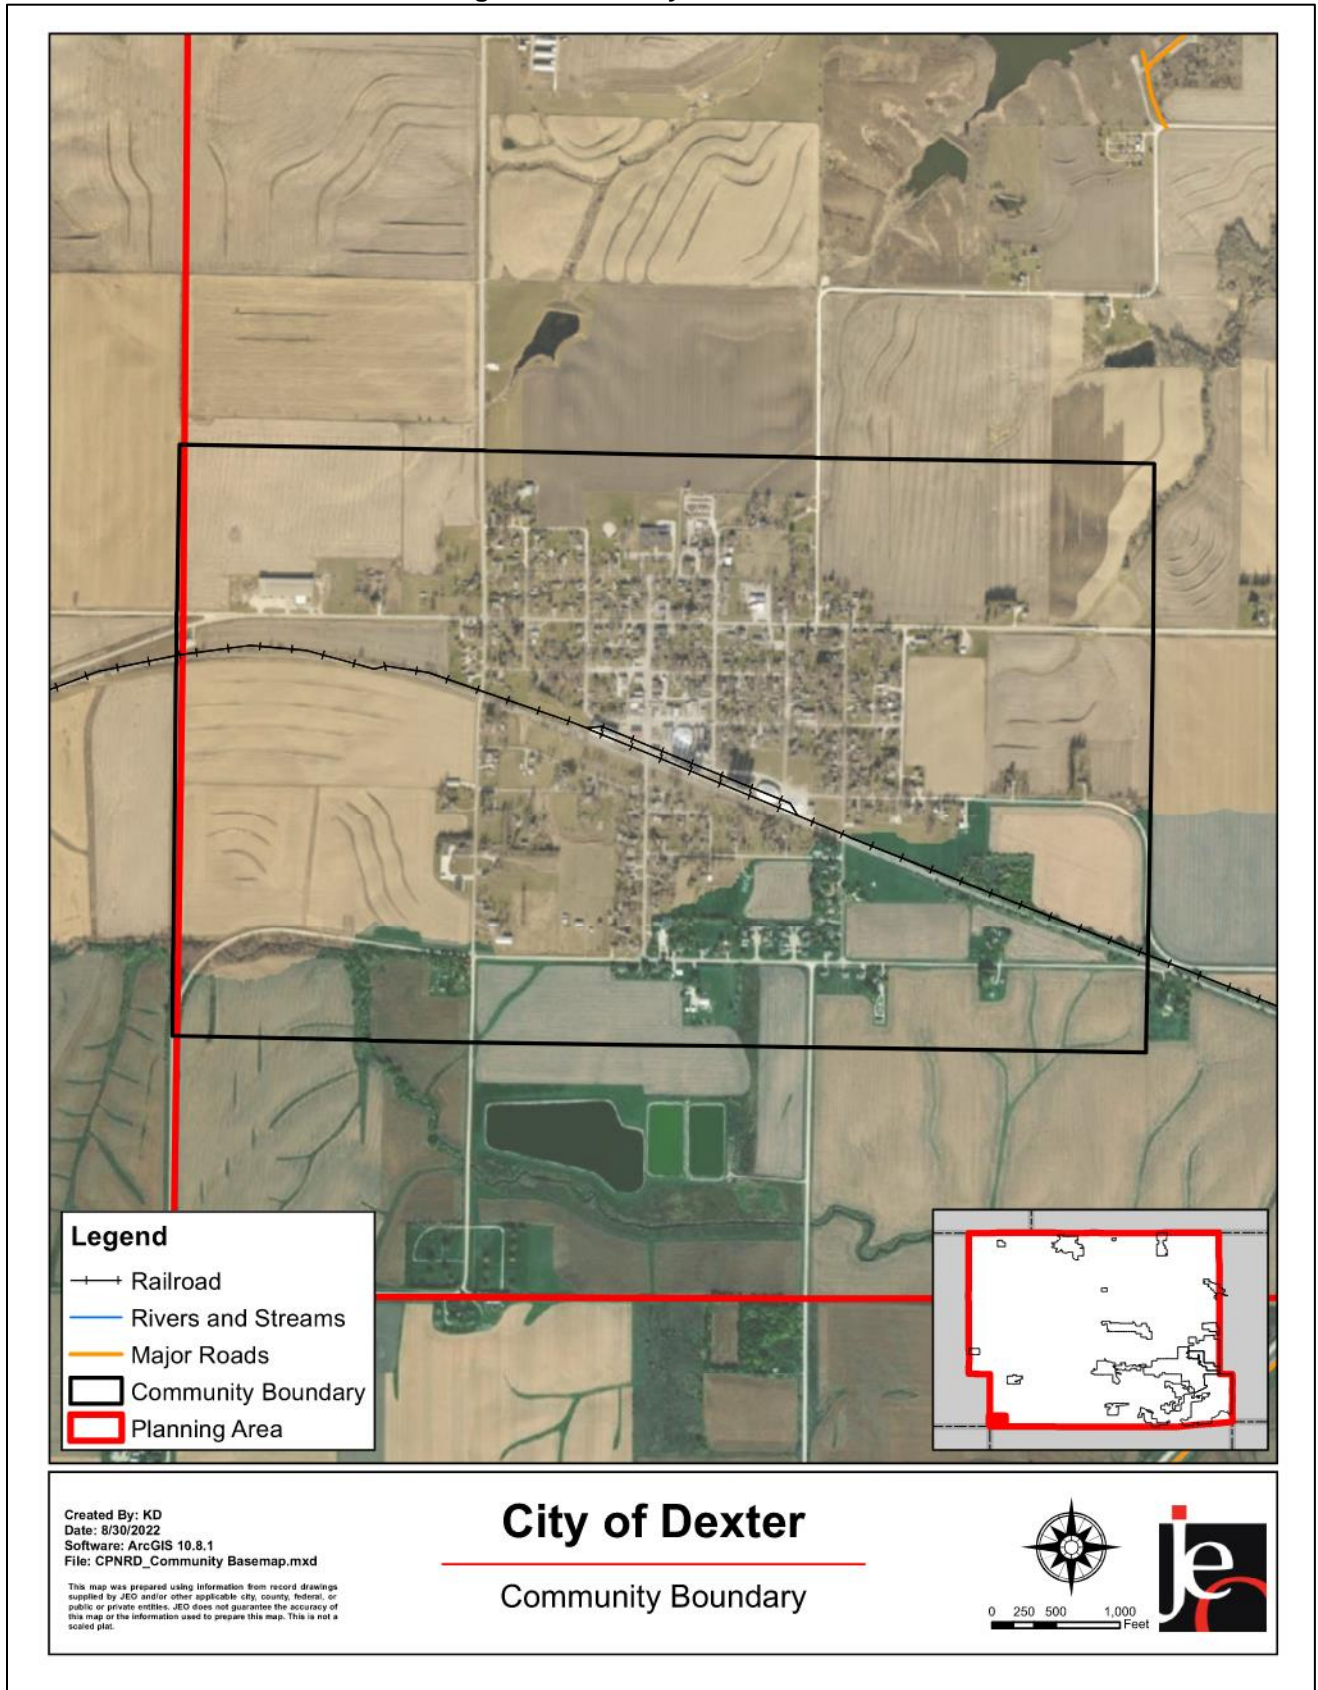 Legend
Railroad
Rivers and Streams
Major Roads
Community Boundary
Planning Area
Created By: KD
Date: 8/30/2022
Software: ArcGIS 10.8.1
File: CPNRD_Community Basemap.mxd
This map was prepared using information from record drawings
supplied by JEO and/or other applicable city, county, federal, or
public or private entities. JEO does not guarantee the accuracy of
this map or the information used to prepare this map. This is not a
scaled plat.
City of Dexter
Community Boundary
0 250 500 1,000
Feet
jeo